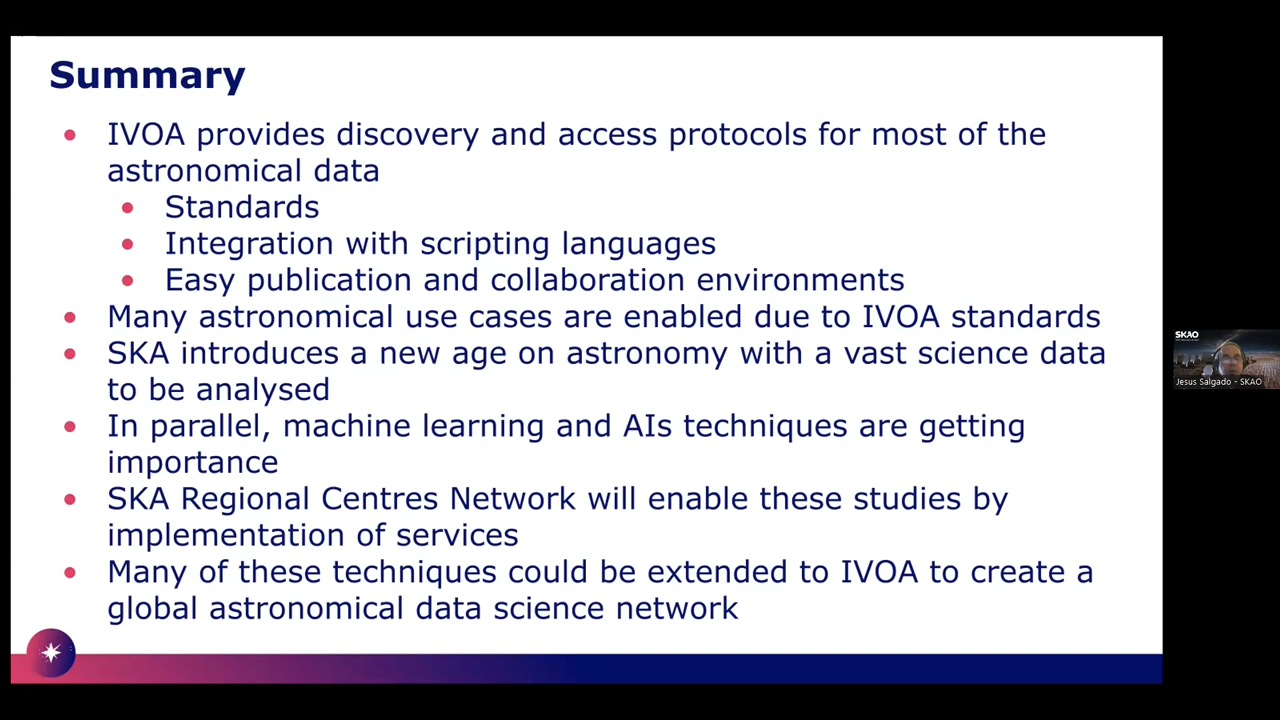 Summary
IVOA provides discovery and access protocols for most of the
astronomical data
Standards
Integration with scripting languages
Easy publication and collaboration environments
Many astronomical use cases are enabled due to IVOA standards
SKA introduces a new age on astronomy with a vast science data
to be analysed
In parallel, machine learning and AIs techniques are getting
importance
SKA Regional Centres Network will enable these studies by
implementation of services
Many of these techniques could be extended to IVOA to create a
global astronomical data science network
SKAO
Jesus Salgado - SKAO